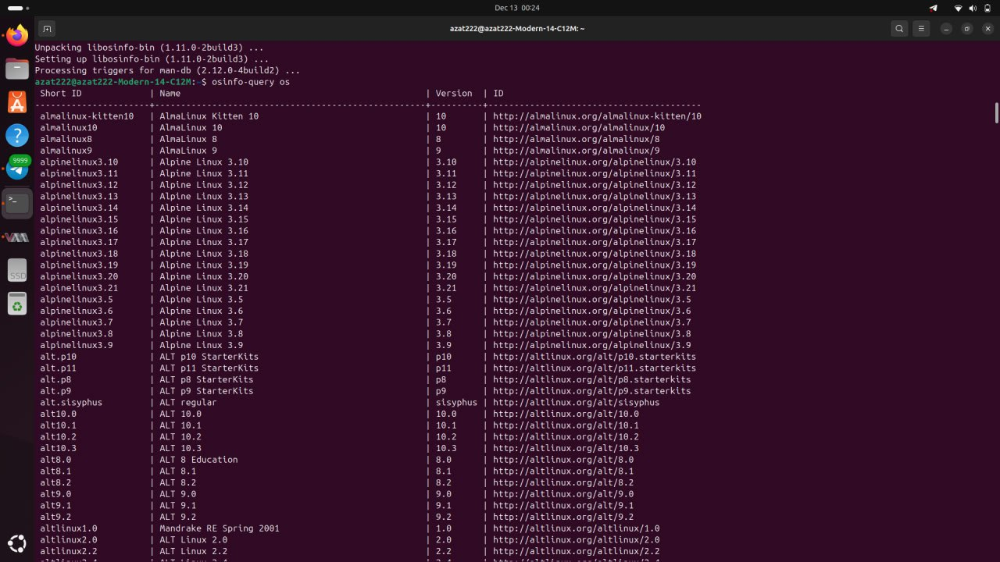 Dec 13 00:24
azat222@azat222-Modern-14-C12M: ~
Unpacking libosinfo-bin (1.11.0-2build3) ...
Setting up libosinfo-bin (1.11.0-2build3) ...
Processing triggers for man-db (2.12.0-4build2) ...
azat222@azat222-Modern-14-C12M:~$ osinfo-query os
Short ID | Name | Version | ID
----------------------+----------------------------------------------------+----------+-----------------------------------------
almalinux-kitten10 | AlmaLinux Kitten 10 | 10 | http://almalinux.org/almalinux-kitten/10
almalinux10 | AlmaLinux 10 | 10 | http://almalinux.org/almalinux/10
almalinux8 | AlmaLinux 8 | 8 | http://almalinux.org/almalinux/8
almalinux9 | AlmaLinux 9 | 9 | http://almalinux.org/almalinux/9
alpinelinux3.10 | Alpine Linux 3.10 | 3.10 | http://alpinelinux.org/alpinelinux/3.10
alpinelinux3.11 | Alpine Linux 3.11 | 3.11 | http://alpinelinux.org/alpinelinux/3.11
alpinelinux3.12 | Alpine Linux 3.12 | 3.12 | http://alpinelinux.org/alpinelinux/3.12
alpinelinux3.13 | Alpine Linux 3.13 | 3.13 | http://alpinelinux.org/alpinelinux/3.13
alpinelinux3.14 | Alpine Linux 3.14 | 3.14 | http://alpinelinux.org/alpinelinux/3.14
alpinelinux3.15 | Alpine Linux 3.15 | 3.15 | http://alpinelinux.org/alpinelinux/3.15
alpinelinux3.16 | Alpine Linux 3.16 | 3.16 | http://alpinelinux.org/alpinelinux/3.16
alpinelinux3.17 | Alpine Linux 3.17 | 3.17 | http://alpinelinux.org/alpinelinux/3.17
alpinelinux3.18 | Alpine Linux 3.18 | 3.18 | http://alpinelinux.org/alpinelinux/3.18
alpinelinux3.19 | Alpine Linux 3.19 | 3.19 | http://alpinelinux.org/alpinelinux/3.19
alpinelinux3.20 | Alpine Linux 3.20 | 3.20 | http://alpinelinux.org/alpinelinux/3.20
alpinelinux3.21 | Alpine Linux 3.21 | 3.21 | http://alpinelinux.org/alpinelinux/3.21
alpinelinux3.5 | Alpine Linux 3.5 | 3.5 | http://alpinelinux.org/alpinelinux/3.5
alpinelinux3.6 | Alpine Linux 3.6 | 3.6 | http://alpinelinux.org/alpinelinux/3.6
alpinelinux3.7 | Alpine Linux 3.7 | 3.7 | http://alpinelinux.org/alpinelinux/3.7
alpinelinux3.8 | Alpine Linux 3.8 | 3.8 | http://alpinelinux.org/alpinelinux/3.8
alpinelinux3.9 | Alpine Linux 3.9 | 3.9 | http://alpinelinux.org/alpinelinux/3.9
alt.p10 | ALT p10 StarterKits | p10 | http://altlinux.org/alt/p10.starterkits
alt.p11 | ALT p11 StarterKits | p11 | http://altlinux.org/alt/p11.starterkits
alt.p8 | ALT p8 StarterKits | p8 | http://altlinux.org/alt/p8.starterkits
alt.p9 | ALT p9 StarterKits | p9 | http://altlinux.org/alt/p9.starterkits
alt.sisyphus | ALT regular | sisyphus | http://altlinux.org/alt/sisyphus
alt10.0 | ALT 10.0 | 10.0 | http://altlinux.org/alt/10.0
alt10.1 | ALT 10.1 | 10.1 | http://altlinux.org/alt/10.1
alt10.2 | ALT 10.2 | 10.2 | http://altlinux.org/alt/10.2
alt10.3 | ALT 10.3 | 10.3 | http://altlinux.org/alt/10.3
alt8.0 | ALT 8 Education | 8.0 | http://altlinux.org/alt/8.0
alt8.1 | ALT 8.1 | 8.1 | http://altlinux.org/alt/8.1
alt8.2 | ALT 8.2 | 8.2 | http://altlinux.org/alt/8.2
alt9.0 | ALT 9.0 | 9.0 | http://altlinux.org/alt/9.0
alt9.1 | ALT 9.1 | 9.1 | http://altlinux.org/alt/9.1
alt9.2 | ALT 9.2 | 9.2 | http://altlinux.org/alt/9.2
altlinux1.0 | Mandrake RE Spring 2001 | 1.0 | http://altlinux.org/altlinux/1.0
altlinux2.0 | ALT Linux 2.0 | 2.0 | http://altlinux.org/altlinux/2.0
altlinux2.2 | ALT Linux 2.2 | 2.2 | http://altlinux.org/altlinux/2.2
9999
SSD